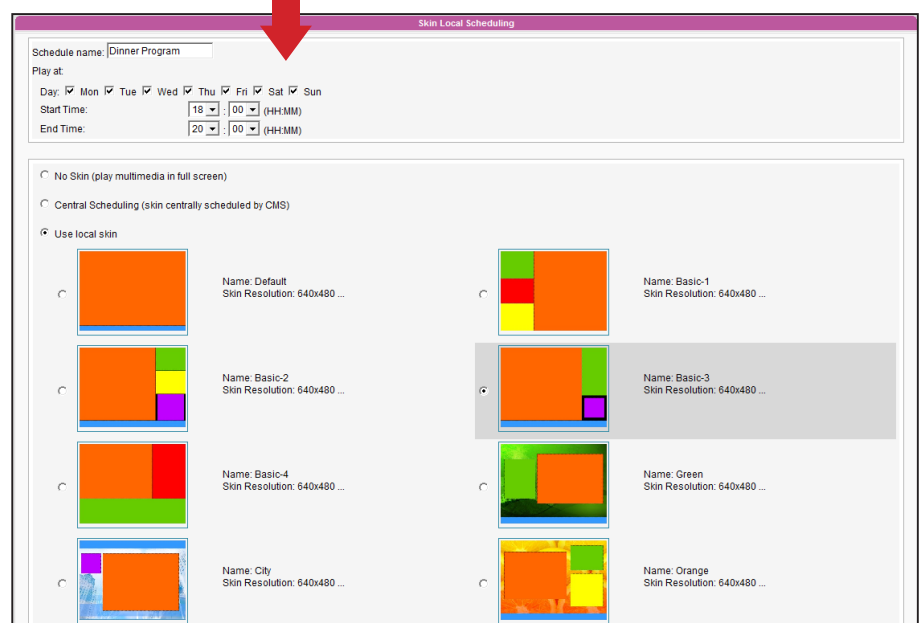 Skin Local Scheduling
Schedule name: Dinner Program
Play at:
Day: Mon Tue Wed Thu Fri Sat Sun
Start Time: 18 : 00 (HH:MM)
End Time: 20 : 00 (HH:MM)
No Skin (play multimedia in full screen)
Central Scheduling (skin centrally scheduled by CMS)
Use local skin
Name: Default
Skin Resolution: 640x480 ...
Name: Basic-1
Skin Resolution: 640x480 ...
Name: Basic-2
Skin Resolution: 640x480 ...
Name: Basic-3
Skin Resolution: 640x480 ...
Name: Basic-4
Skin Resolution: 640x480 ...
Name: Green
Skin Resolution: 640x480 ...
Name: City
Skin Resolution: 640x480 ...
Name: Orange
Skin Resolution: 640x480 ...